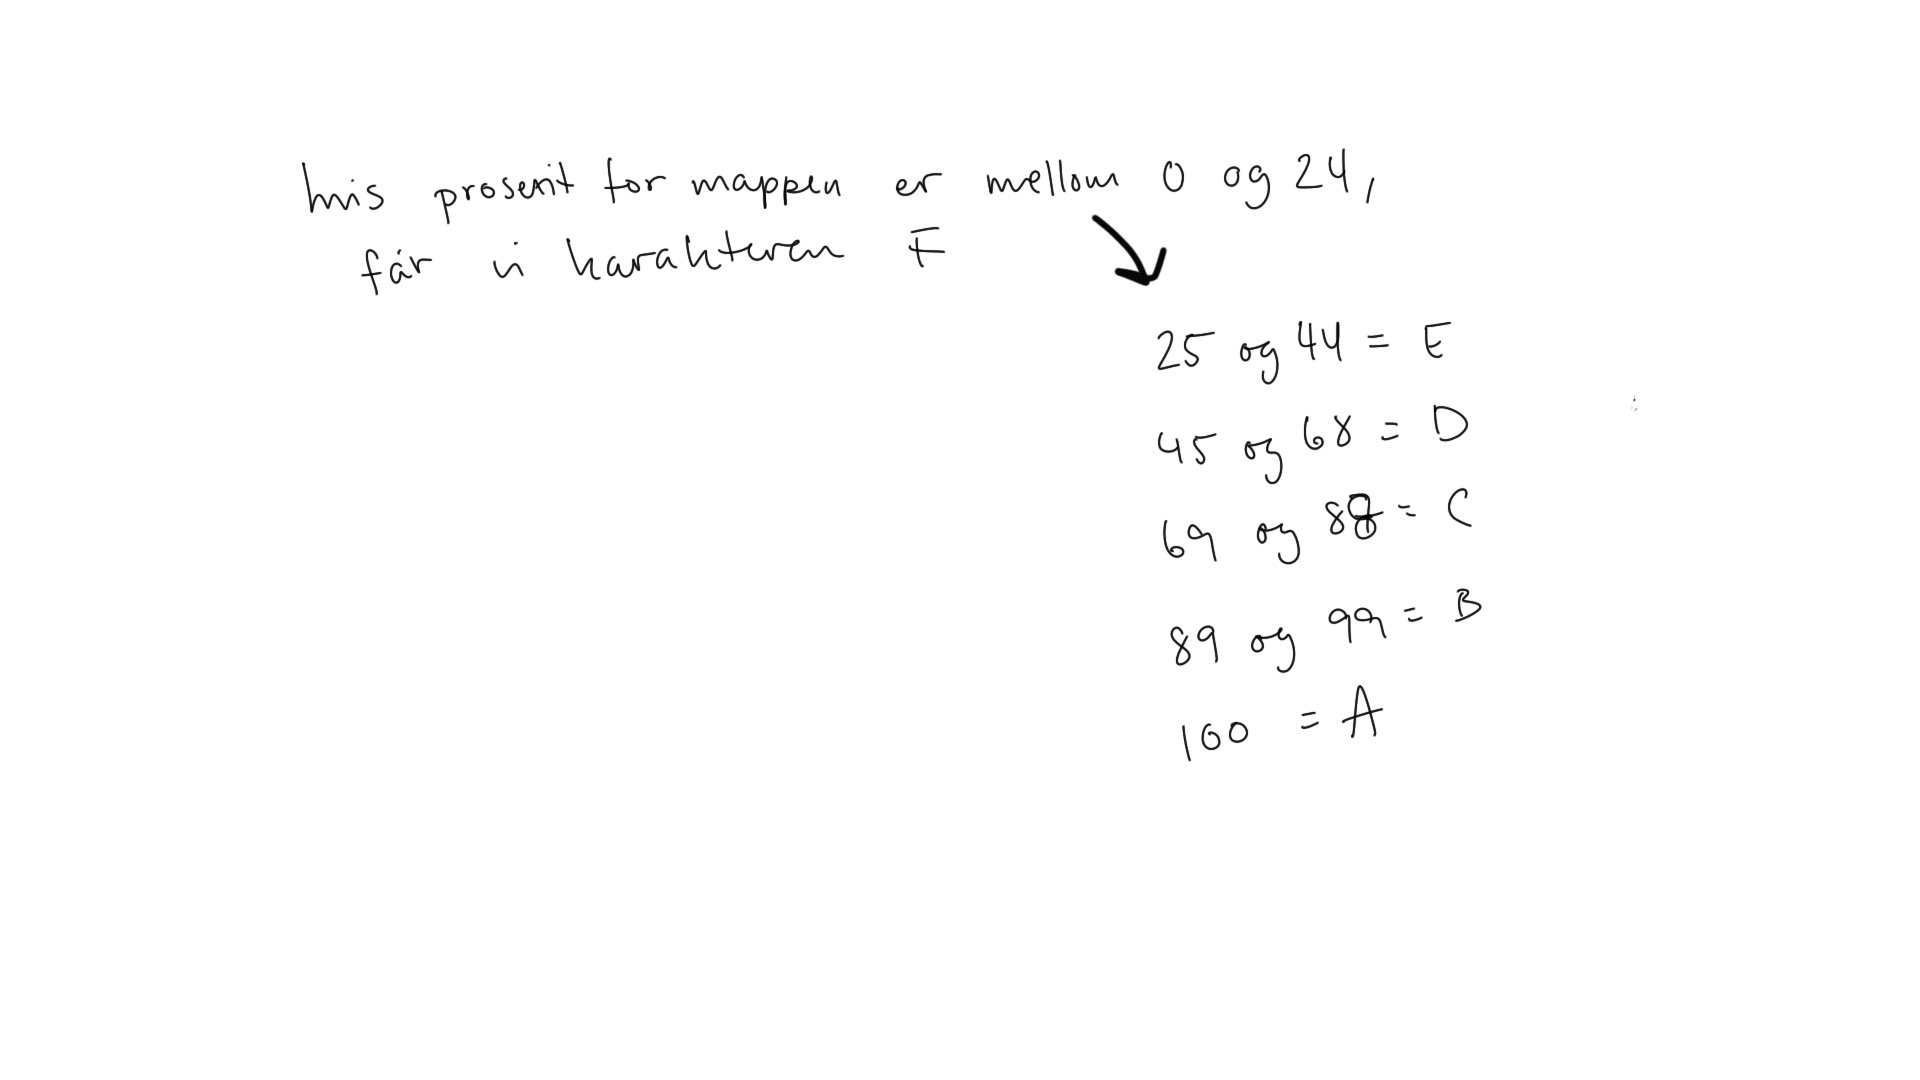 hvis prosent for mappen er mellom 0 og 24,
får vi karakteren F
25 og 44 = E
45 og 68 = D
69 og 88 = C
89 og 99 = B
100 = A